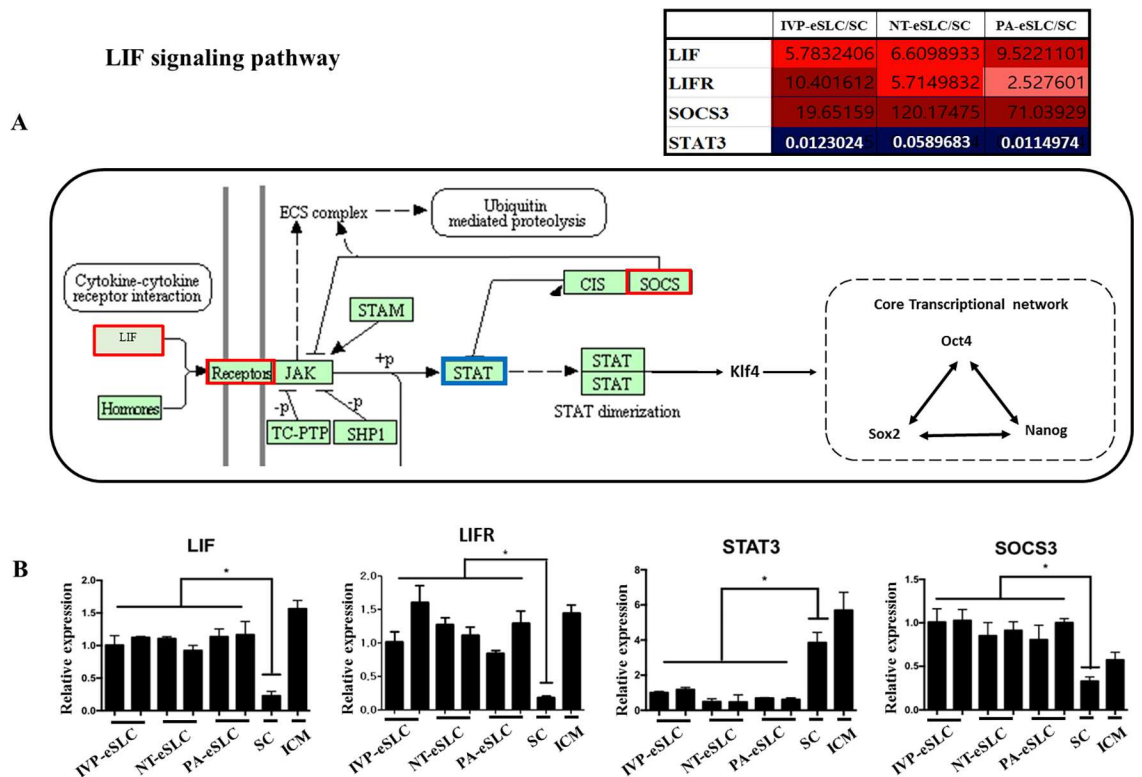 LIF signaling pathway
IVP-eSLC/SC NT-eSLC/SC PA-eSLC/SC
LIF 5.7832406 6.6098933 9.5221101
LIFR 10.401612 5.7149832 2.527601
SOCS3 19.65159 120.17475 71.03929
STAT3 0.0123024 0.0589683 0.0114974
A
ECS complex
Ubiquitin
mediated proteolysis
Cytokine-cytokine
receptor interaction
CIS SOCS
STAM
LIF
+p
Receptors JAK
STAT
STAT
STAT
STAT dimerization
Hormones
-p
-p
TC-PTP
SHP1
Klf4
Core Transcriptional network
Oct4
Sox2
Nanog
B
LIF
Relative expression
2.0
1.5
1.0
0.5
0.0
*
IVP-eSLC
NT-eSLC
PA-eSLC
SC
ICM
LIFR
Relative expression
2.0
1.5
1.0
0.5
0.0
*
IVP-eSLC
NT-eSLC
PA-eSLC
SC
ICM
STAT3
Relative expression
8
6
4
2
0
*
IVP-eSLC
NT-eSLC
PA-eSLC
SC
ICM
SOCS3
Relative expression
1.5
1.0
0.5
0.0
*
IVP-eSLC
NT-eSLC
PA-eSLC
SC
ICM